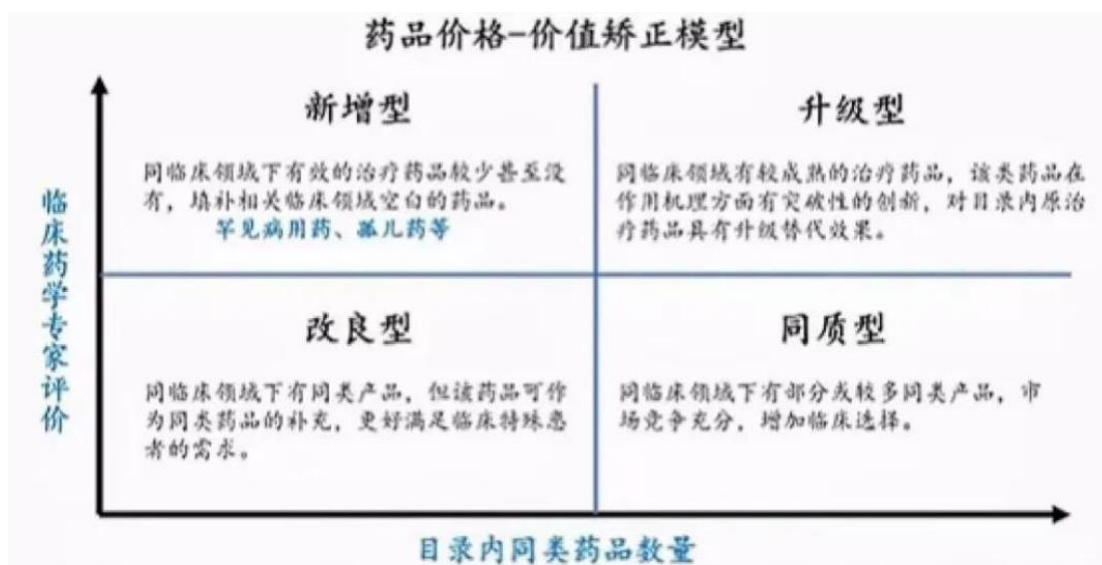 药品价格-价值矫正模型
新增型
同临床领域下有效的治疗药品较少甚至没
有，填补相关临床领域空白的药品。
罕见病用药、孤儿药等
升级型
同临床领域有较成熟的治疗药品，该类药品在
作用机理方面有突破性的创新，对目录内原治
疗药品具有升级替代效果。
临床药学专家评价
改良型
同临床领域下有同类产品，但该药品可作
为同类药品的补充，更好满足临床特殊患
者的需求。
同质型
同临床领域下有部分或较多同类产品，市
场竞争充分，增加临床选择。
目录内同类药品数量